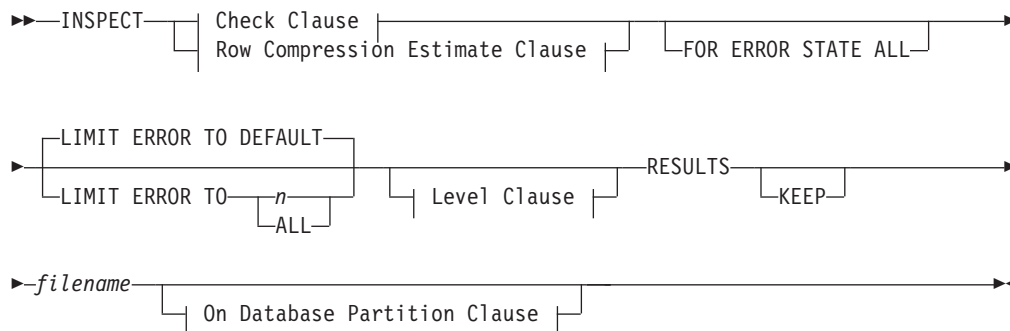 INSPECT Check Clause
Row Compression Estimate Clause FOR ERROR STATE ALL
LIMIT ERROR TO DEFAULT
LIMIT ERROR TO n Level Clause RESULTS KEEP
ALL
filename On Database Partition Clause